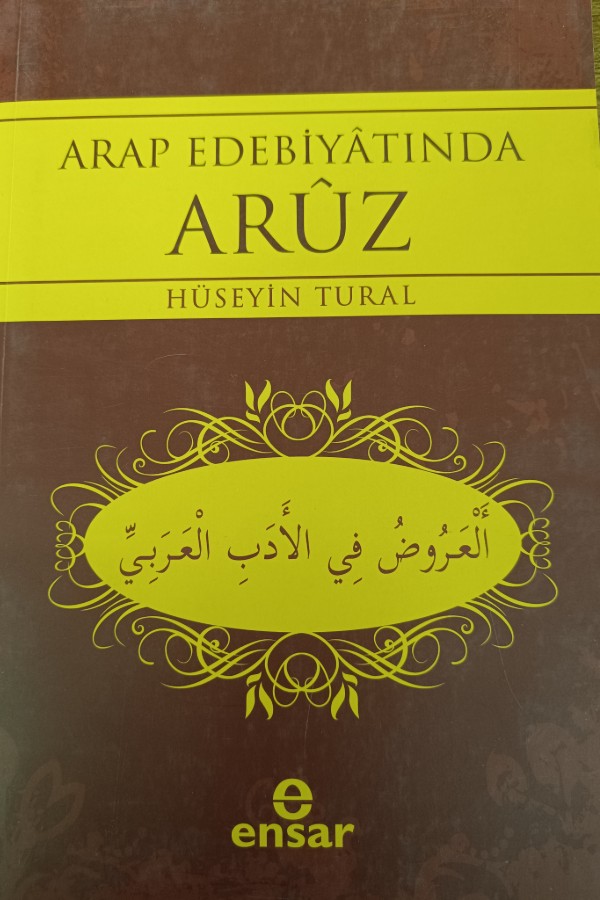 ARAP EDEBİYÂTINDA
ARÛZ
HÜSEYİN TURAL
أَلْعَرُوضُ فِي الأَدَبِ الْعَرَبِيِّ
e
ensar